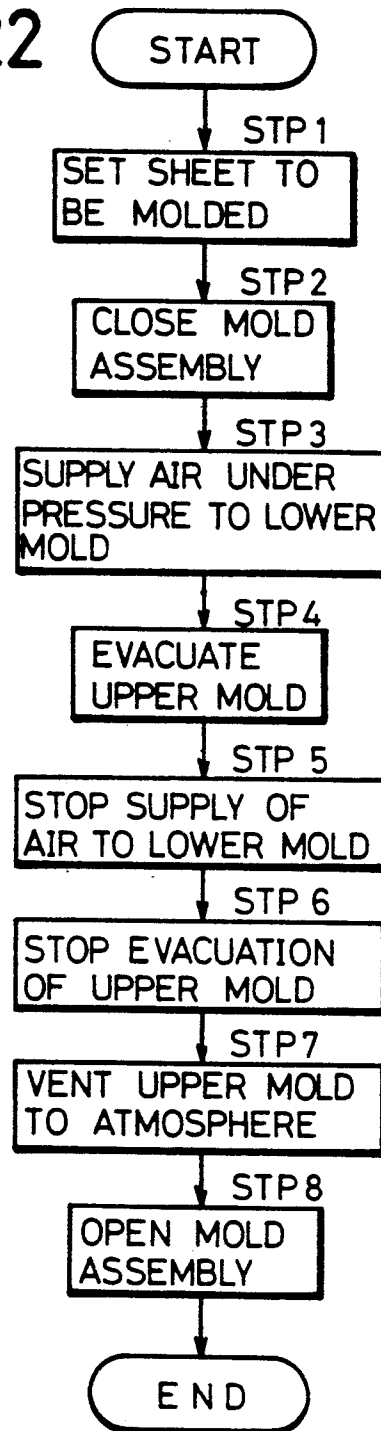 22
START
STP1
SET SHEET TO
BE MOLDED
STP2
CLOSE MOLD
ASSEMBLY
STP3
SUPPLY AIR UNDER
PRESSURE TO LOWER
MOLD
STP4
EVACUATE
UPPER MOLD
STP 5
STOP SUPPLY OF
AIR TO LOWER MOLD
STP 6
STOP EVACUATION
OF UPPER MOLD
STP7
VENT UPPER MOLD
TO ATMOSPHERE
STP8
OPEN MOLD
ASSEMBLY
END